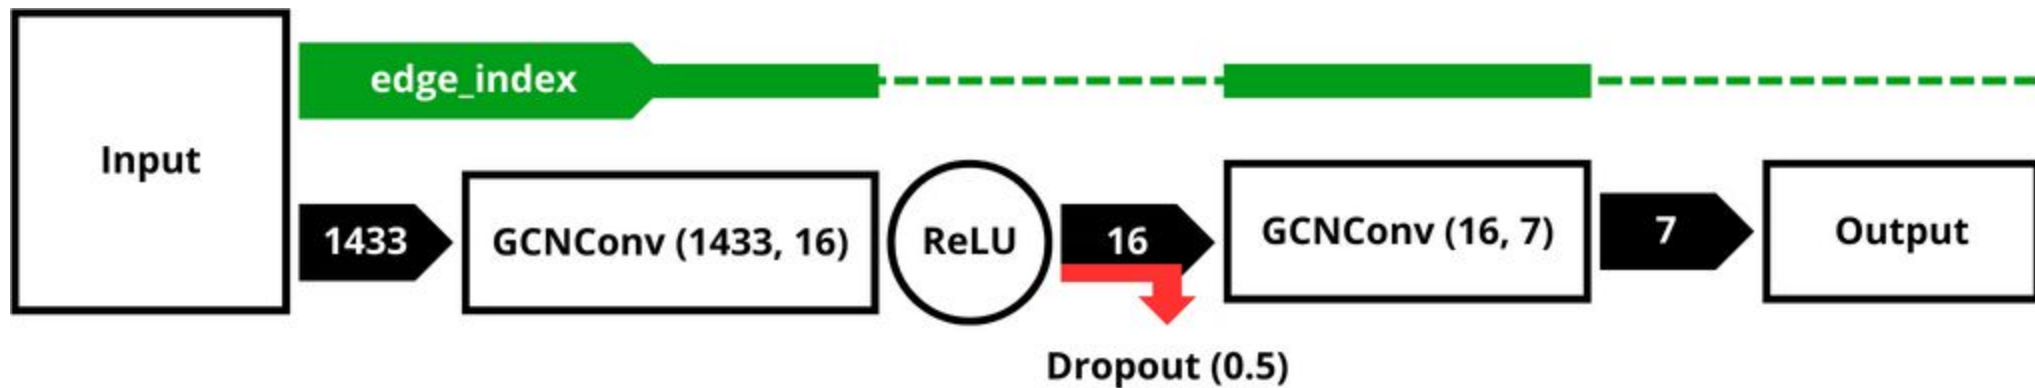 edge_index
Input
1433
GCNConv (1433, 16)
ReLU
16
GCNConv (16, 7)
7
Output
Dropout (0.5)